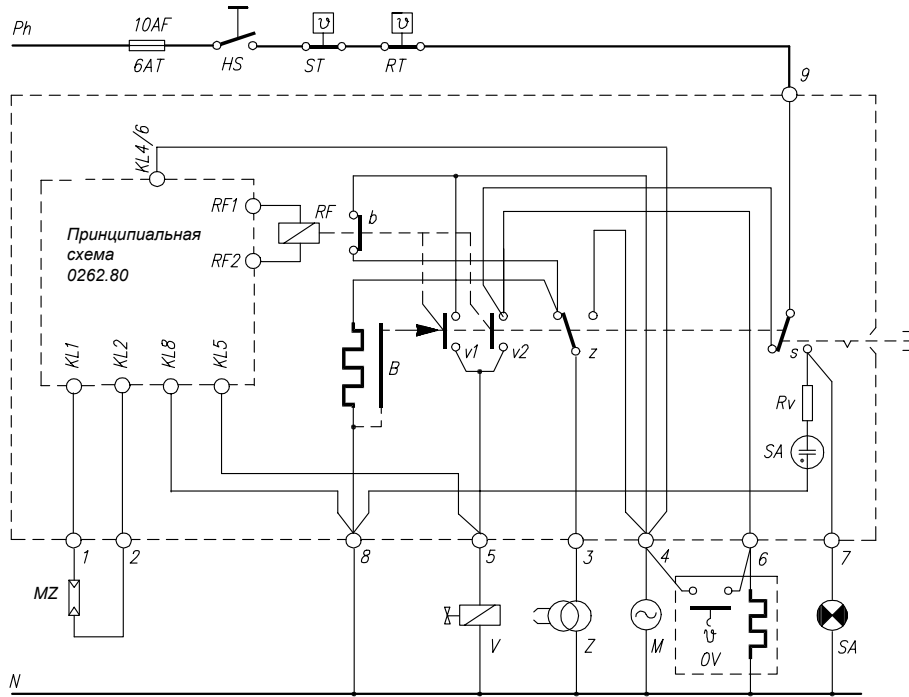 Ph
10AF
6AT
HS
ST
ϑ
RT
ϑ
9
KL4/6
RF1
RF
b
Принципиальная
схема
0262.80
RF2
KL1
KL2
KL8
KL5
B
v1
v2
z
s
Rv
SA
1
2
8
5
3
4
6
7
MZ
V
Z
M
ϑ
0V
SA
N